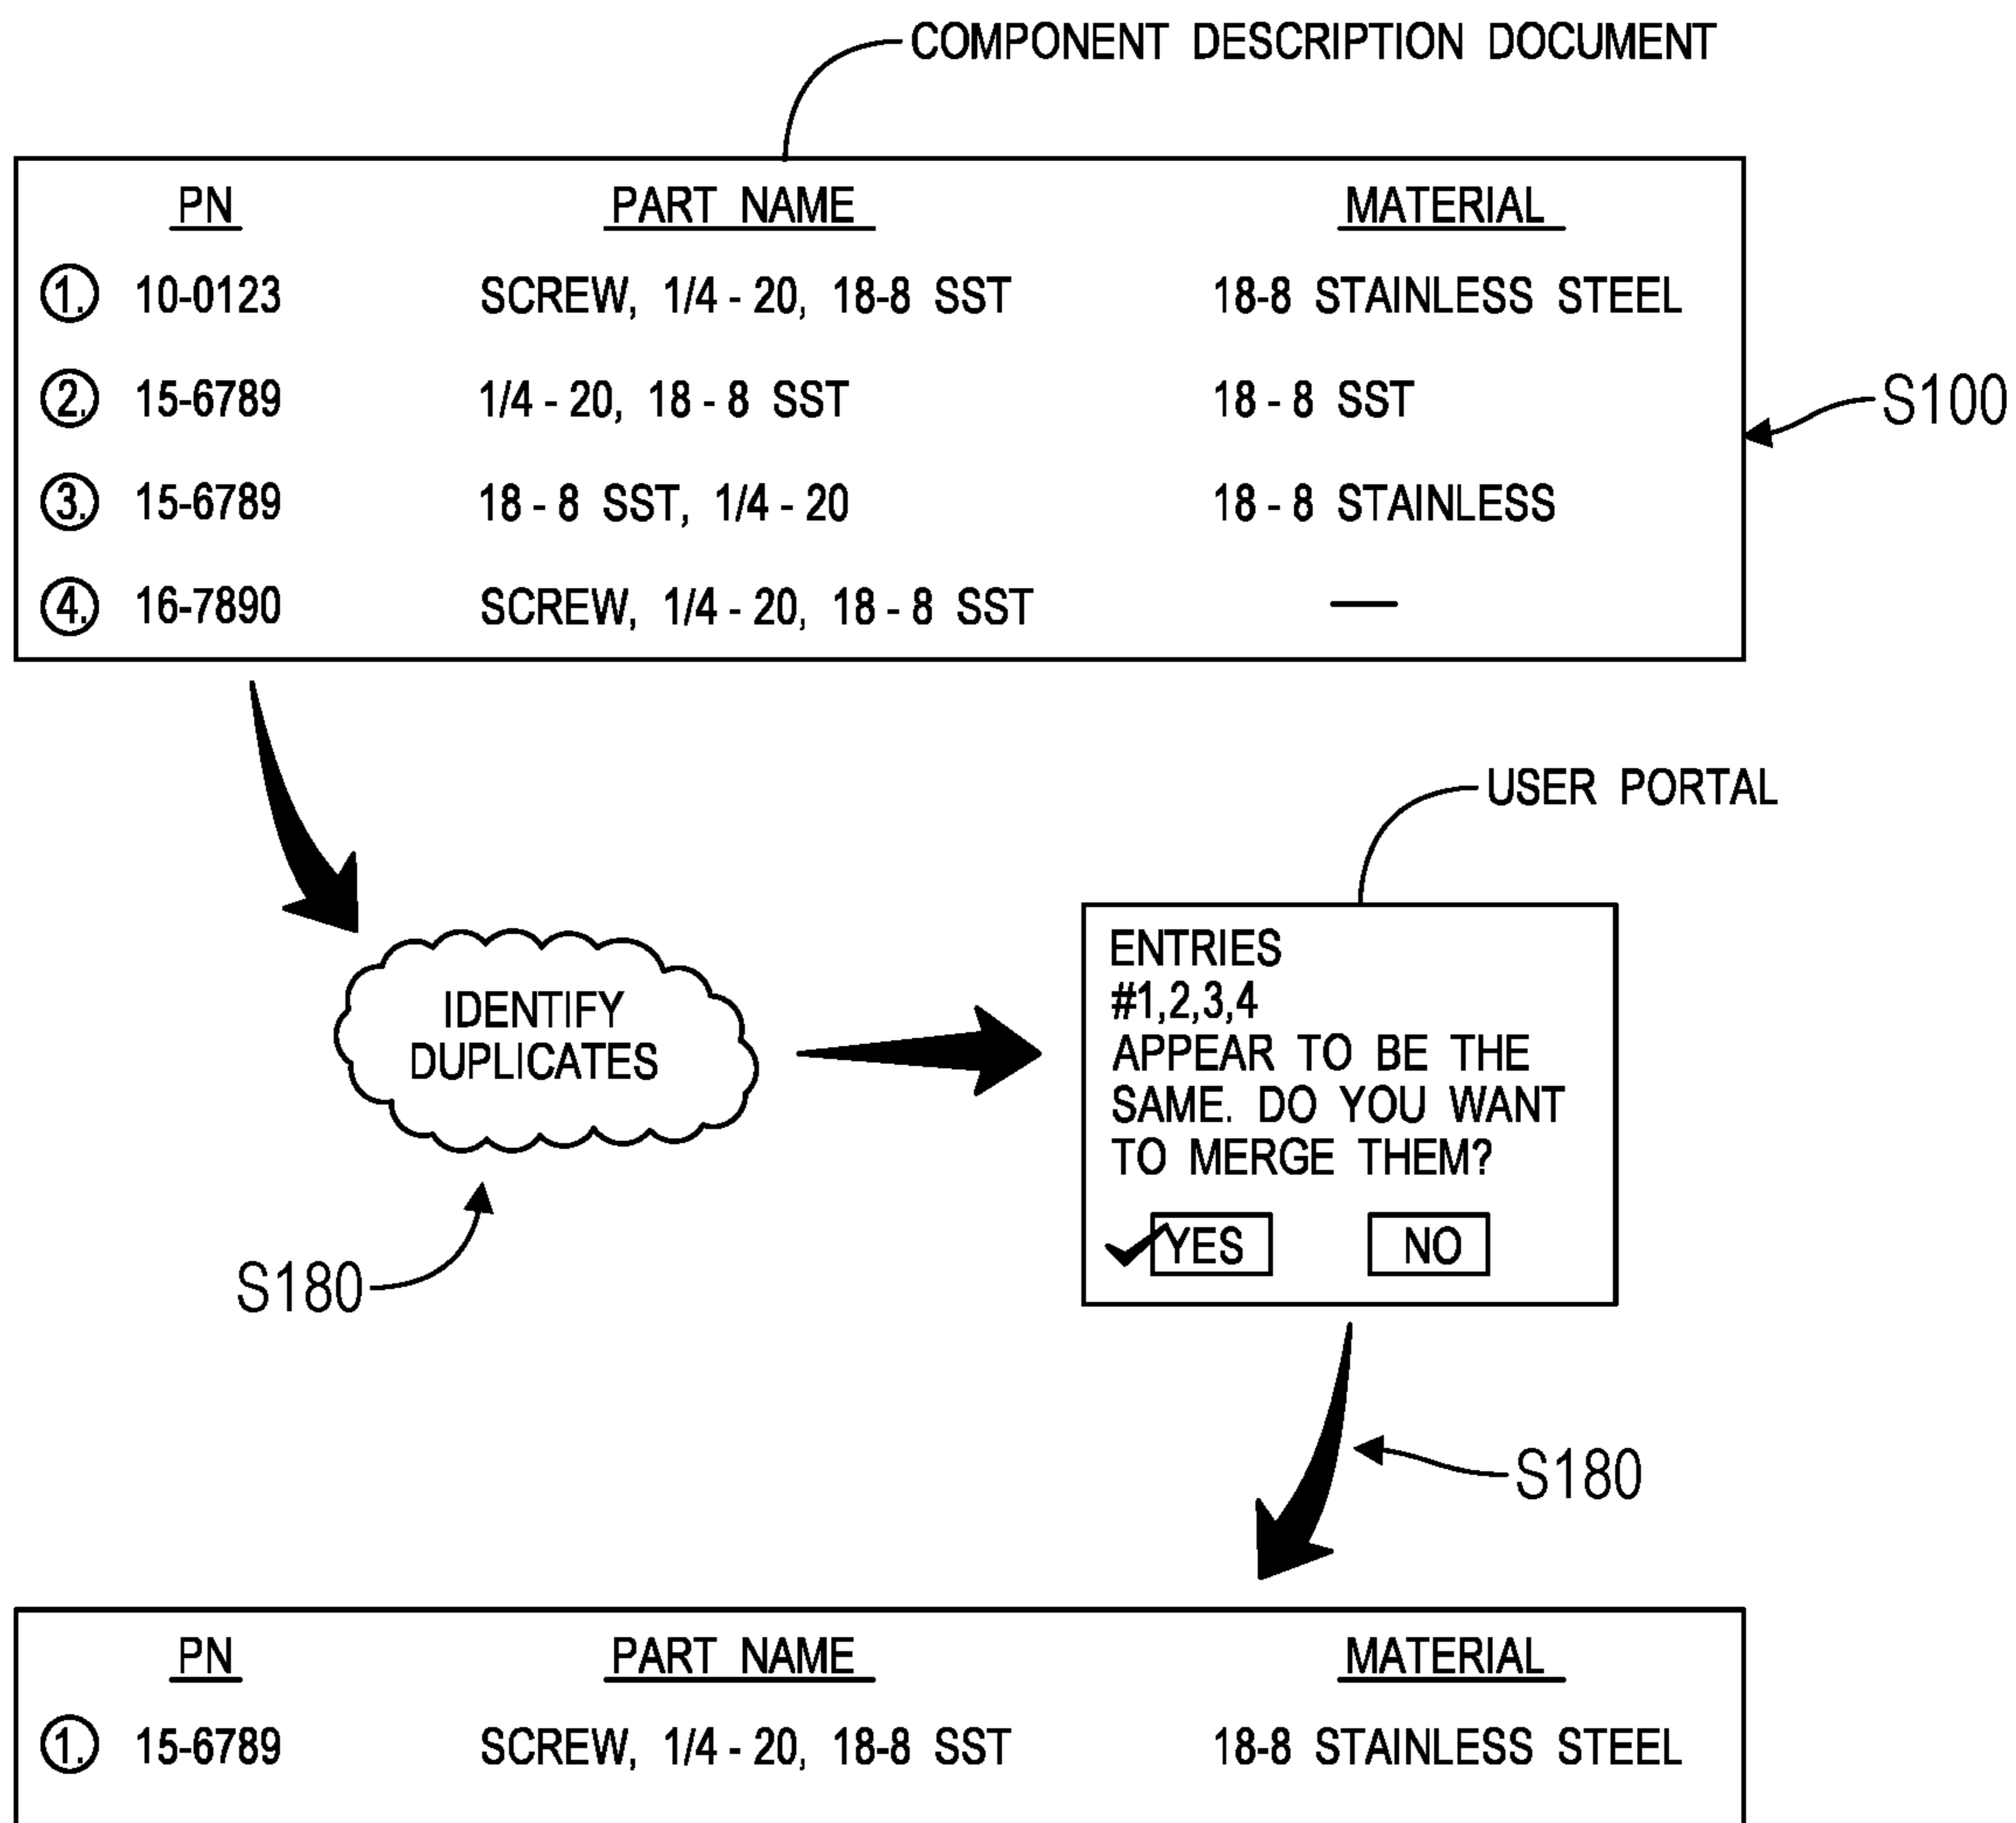 COMPONENT DESCRIPTION DOCUMENT
PN PART NAME MATERIAL
1. 10-0123 SCREW, 1/4 - 20, 18-8 SST 18-8 STAINLESS STEEL
2. 15-6789 1/4 - 20, 18 - 8 SST 18 - 8 SST
S100
3. 15-6789 18 - 8 SST, 1/4 - 20 18 - 8 STAINLESS
4. 16-7890 SCREW, 1/4 - 20, 18 - 8 SST —
USER PORTAL
IDENTIFY
DUPLICATES
S180
ENTRIES
#1,2,3,4
APPEAR TO BE THE
SAME. DO YOU WANT
TO MERGE THEM?
YES NO
S180
PN PART NAME MATERIAL
1. 15-6789 SCREW, 1/4 - 20, 18-8 SST 18-8 STAINLESS STEEL